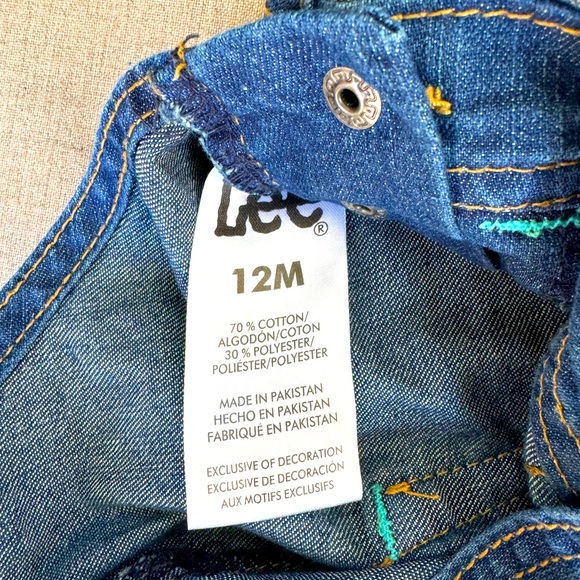 Lee
®
12M
70 % COTTON/
ALGODÓN/COTON
30 % POLYESTER/
POLIÉSTER/POLYESTER
MADE IN PAKISTAN
HECHO EN PAKISTAN
FABRIQUÉ EN PAKISTAN
EXCLUSIVE OF DECORATION
EXCLUSIVE DE DECORACIÓN
AUX MOTIFS EXCLUSIFS